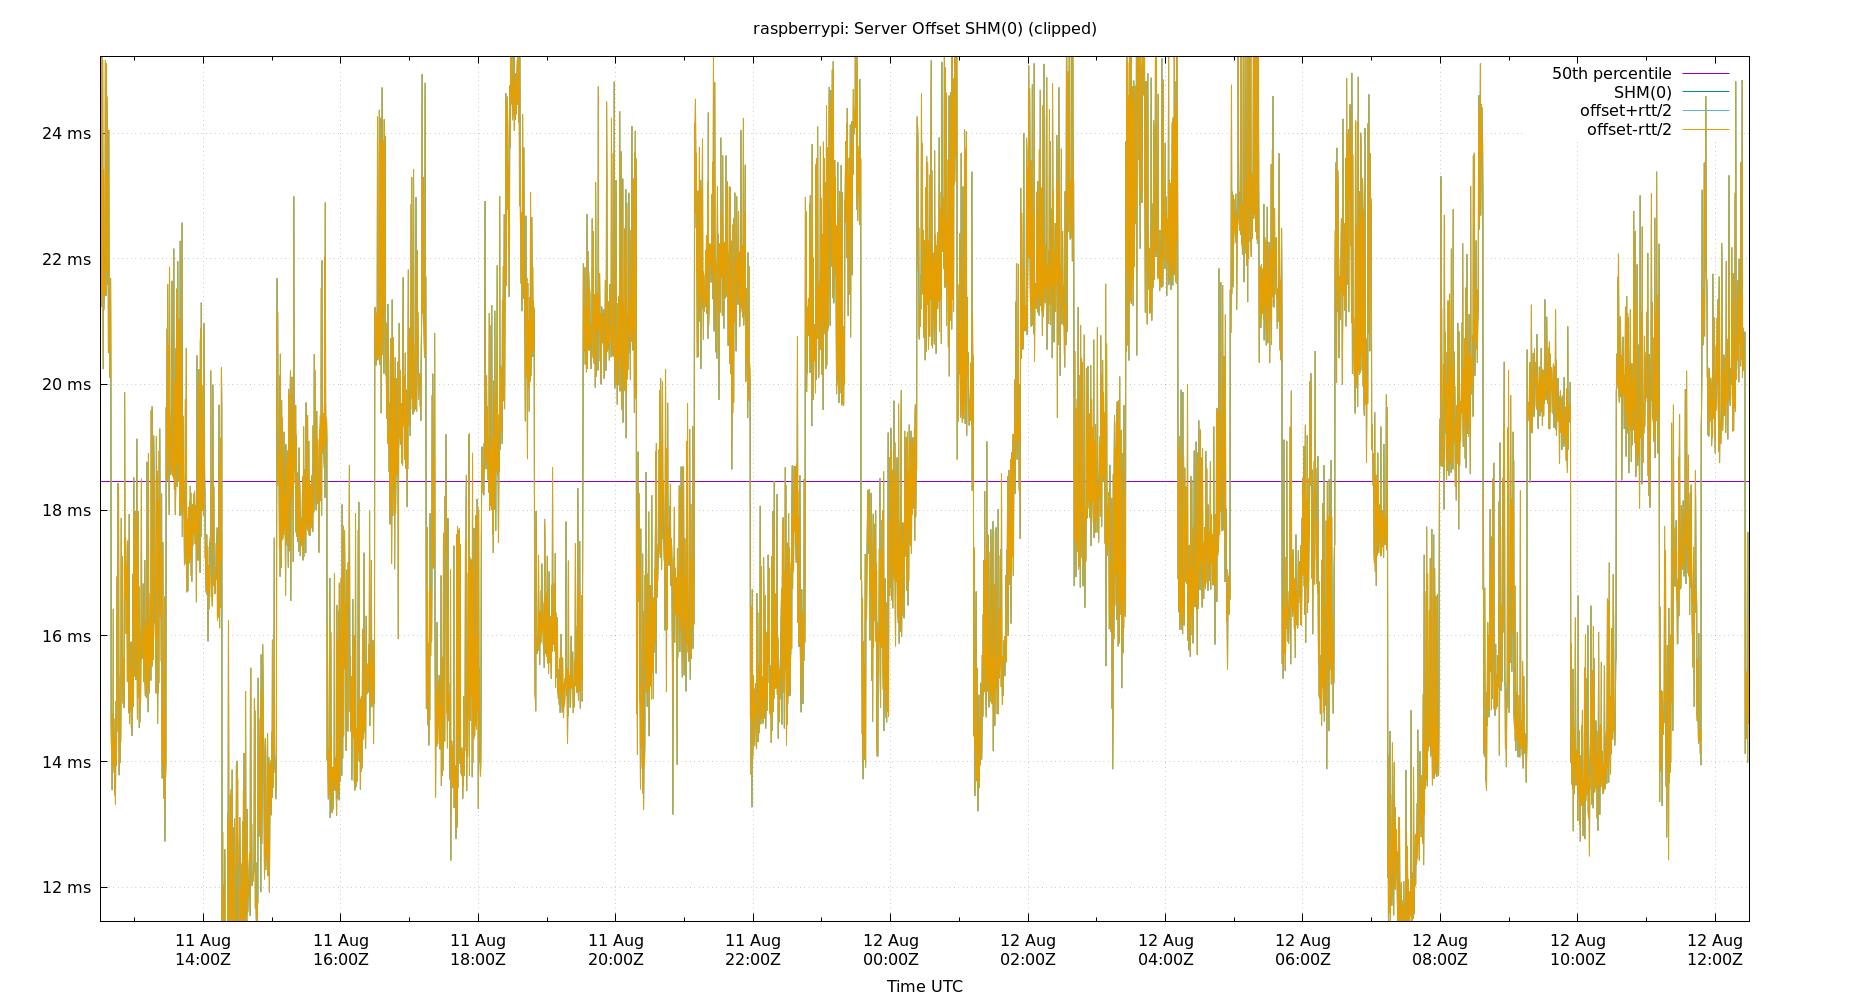 raspberrypi: Server Offset SHM(0) (clipped)
50th percentile
SHM(0)
offset+rtt/2
offset-rtt/2
24 ms
22 ms
20 ms
18 ms
16 ms
14 ms
12 ms
11 Aug 11 Aug 11 Aug 11 Aug 11 Aug 12 Aug 12 Aug 12 Aug 12 Aug 12 Aug 12 Aug 12 Aug
14:00Z 16:00Z 18:00Z 20:00Z 22:00Z 00:00Z 02:00Z 04:00Z 06:00Z 08:00Z 10:00Z 12:00Z
Time UTC